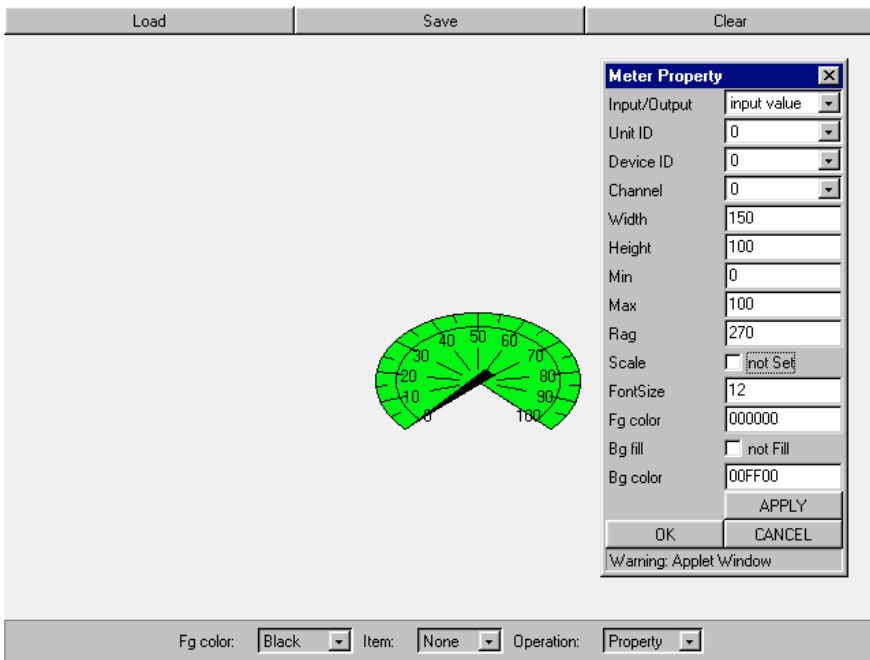 Load Save Clear
Meter Property
Input/Output input value
Unit ID 0
Device ID 0
Channel 0
Width 150
Height 100
Min 0
Max 100
Rag 270
Scale not Set
FontSize 12
Fg color 000000
Bg fill not Fill
Bg color 00FF00
APPLY
OK CANCEL
Warning: Applet Window
0 10 20 30 40 50 60 70 80 90 100
Fg color: Black Item: None Operation: Property